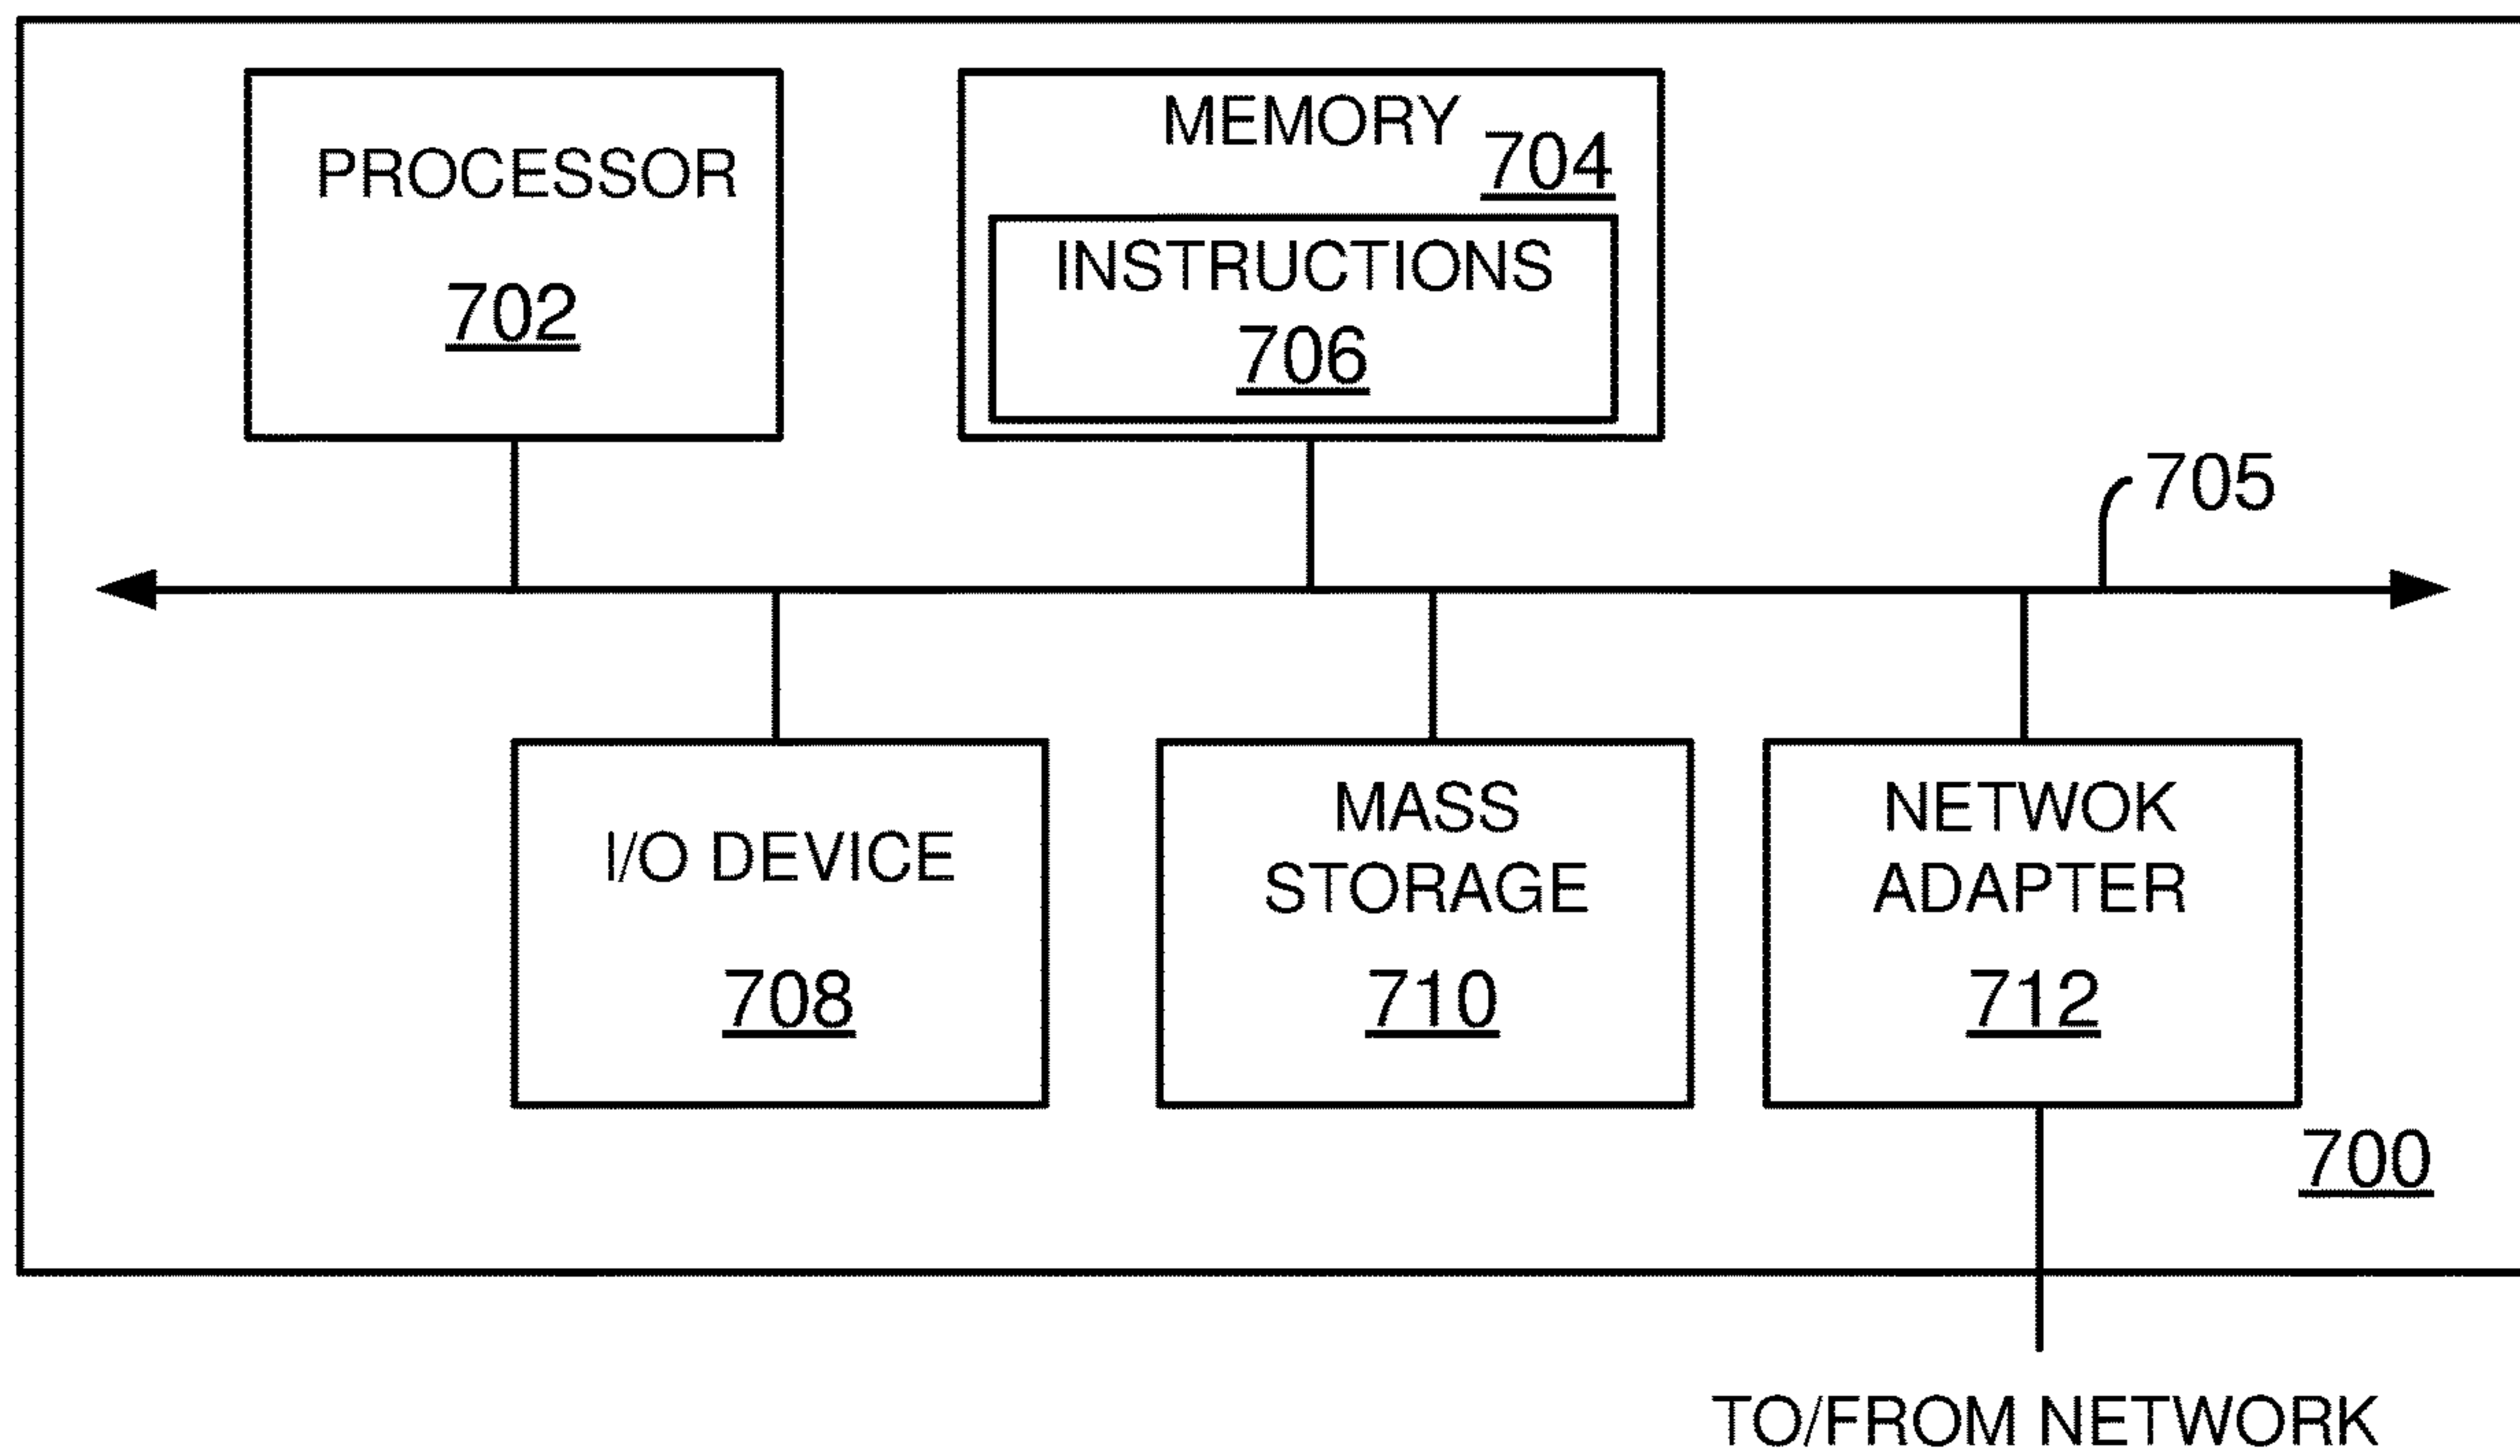 PROCESSOR
702
MEMORY
704
INSTRUCTIONS
706
705
I/O DEVICE
708
MASS
STORAGE
710
NETWOK
ADAPTER
712
700
TO/FROM NETWORK